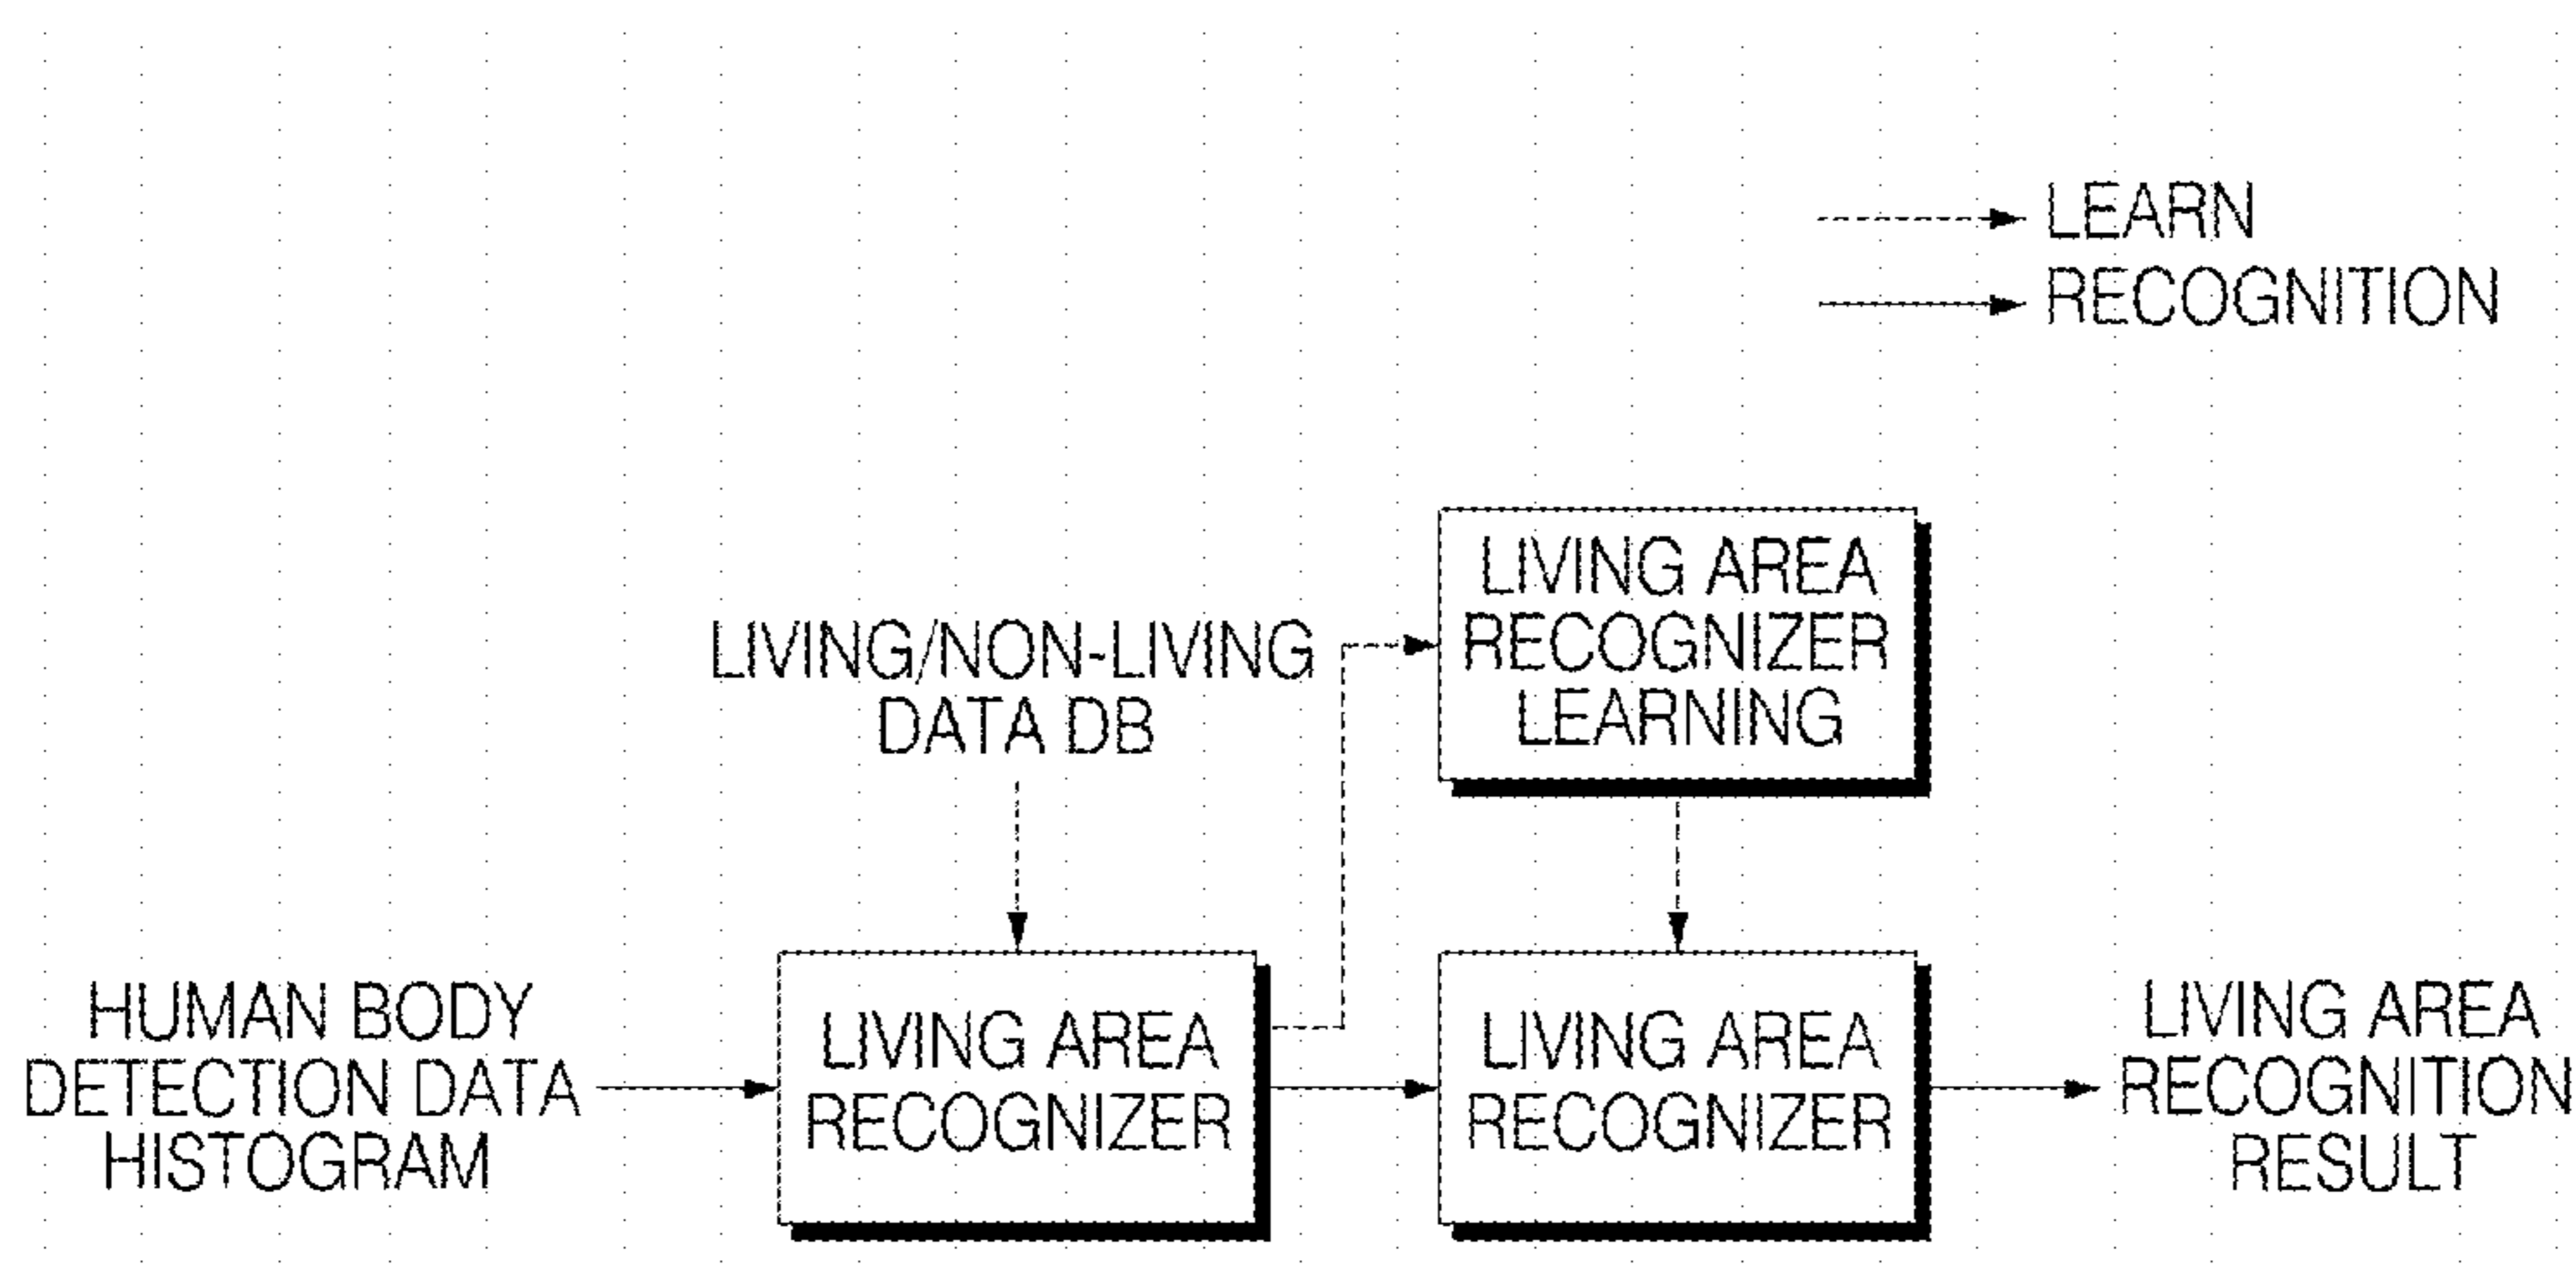 LEARN
RECOGNITION
LIVING AREA
RECOGNIZER
LEARNING
LIVING/NON-LIVING
DATA DB
HUMAN BODY
DETECTION DATA
HISTOGRAM
LIVING AREA
RECOGNIZER
LIVING AREA
RECOGNIZER
LIVING AREA
RECOGNITION
RESULT